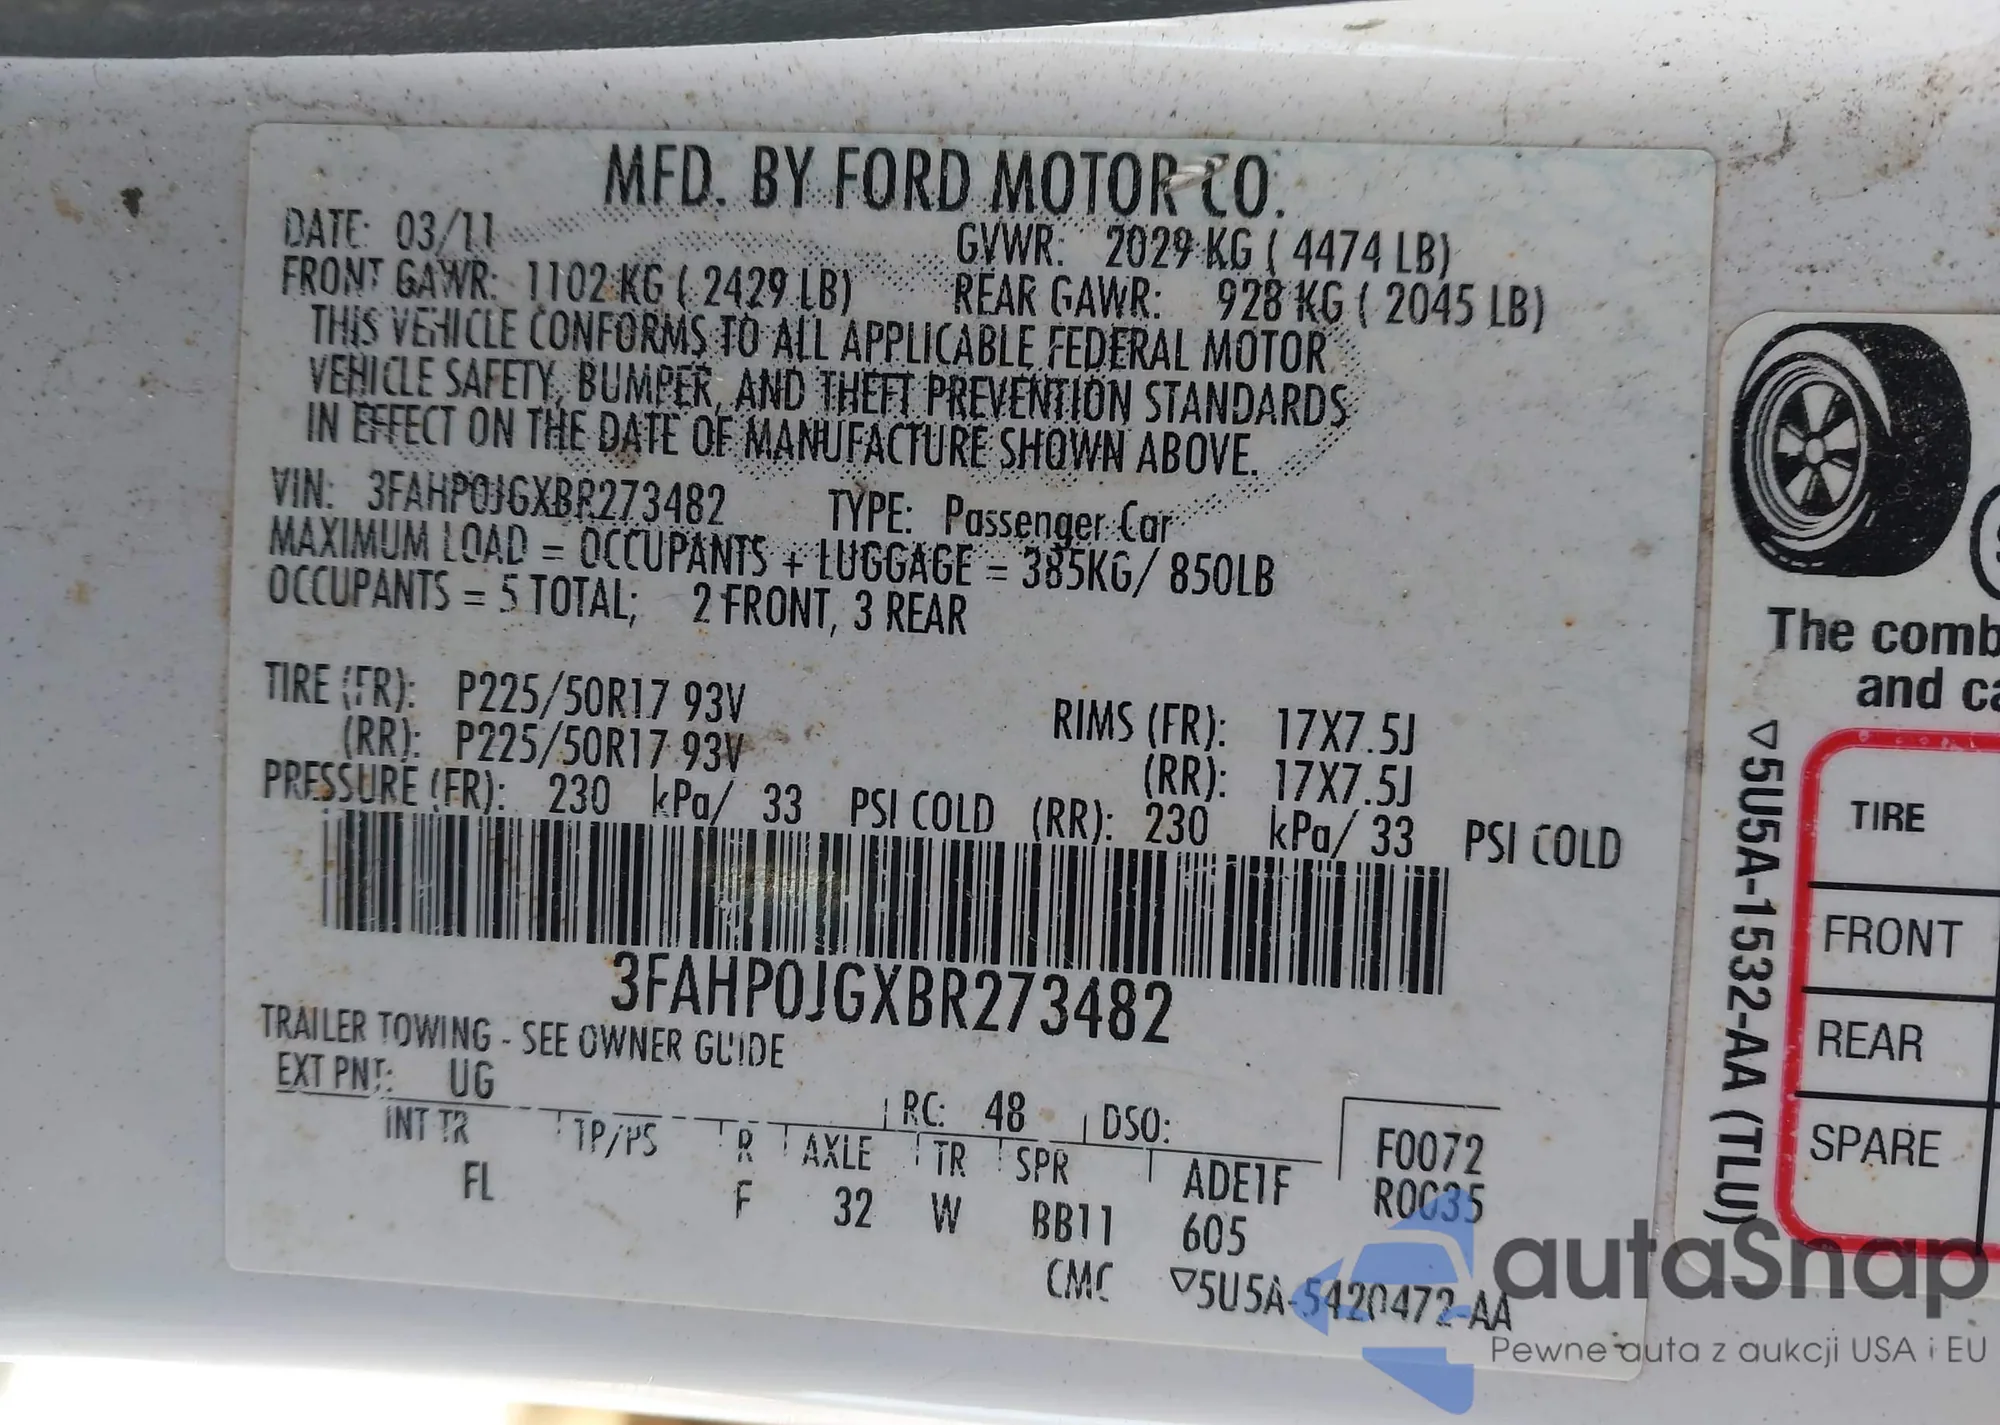 MFD. BY FORD MOTOR CO.
DATE: 03/11
GVWR: 2029 KG ( 4474 LB)
FRONT GAWR: 1102 KG ( 2429 LB)
REAR GAWR: 928 KG ( 2045 LB)
THIS VEHICLE CONFORMS TO ALL APPLICABLE FEDERAL MOTOR
VEHICLE SAFETY, BUMPER, AND THEFT PREVENTION STANDARDS
IN EFFECT ON THE DATE OF MANUFACTURE SHOWN ABOVE.
VIN: 3FAHP0JGXBR273482 TYPE: Passenger Car
MAXIMUM LOAD = OCCUPANTS + LUGGAGE = 385KG/ 850LB
OCCUPANTS = 5 TOTAL; 2 FRONT, 3 REAR
TIRE (FR): P225/50R17 93V RIMS (FR): 17X7.5J
(RR): P225/50R17 93V (RR): 17X7.5J
PRESSURE (FR): 230 kPa/ 33 PSI COLD (RR): 230 kPa/ 33 PSI COLD
3FAHP0JGXBR273482
TRAILER TOWING - SEE OWNER GUIDE
EXT PNT: UG RC: 48 DSO: F0072
INT TR TP/PS R AXLE TR SPR ADE1F R0035
FL F 32 W BB11 605
CMC ▽5U5A-5420472-AA
The comb
and ca
▽5U5A-1532-AA (TLU)
TIRE
FRONT
REAR
SPARE
autaSnap
Pewne auta z aukcji USA i EU